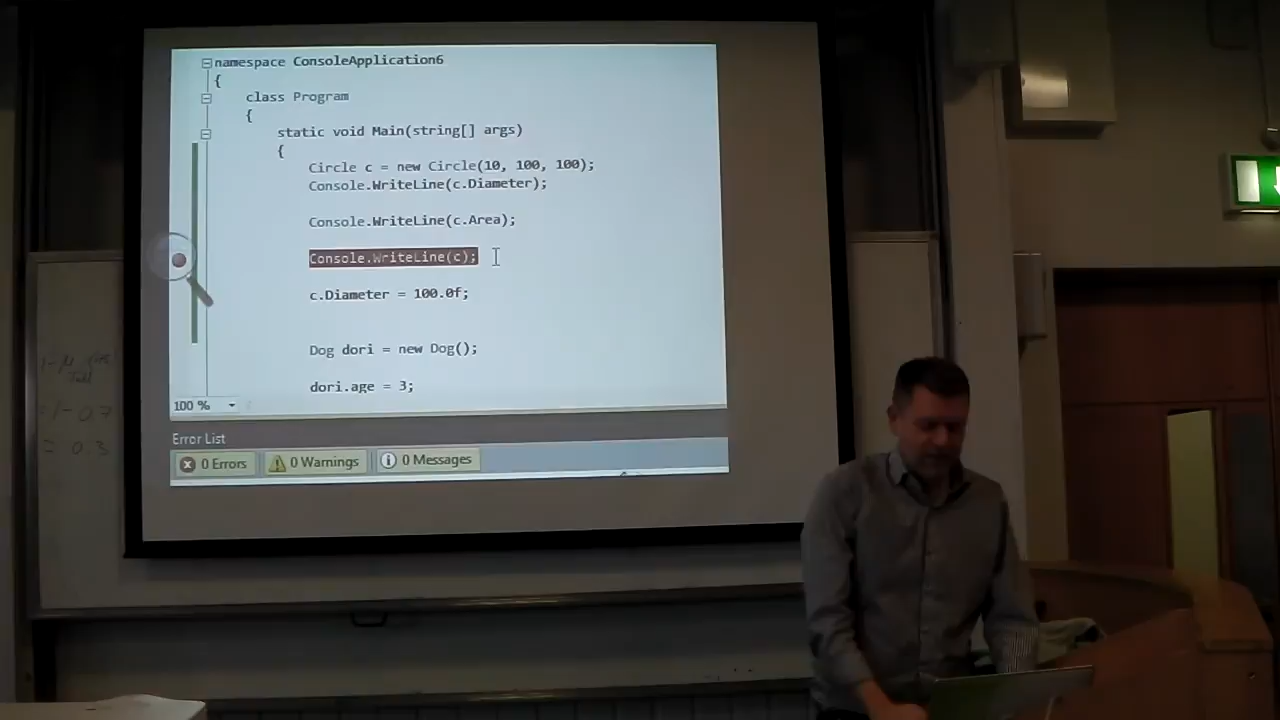 namespace ConsoleApplication6
{
class Program
{
static void Main(string[] args)
{
Circle c = new Circle(10, 100, 100);
Console.WriteLine(c.Diameter);
Console.WriteLine(c.Area);
Console.WriteLine(c);
c.Diameter = 100.0f;
Dog dori = new Dog();
dori.age = 3;
100 %
Error List
0 Errors
0 Warnings
0 Messages
= 0.3